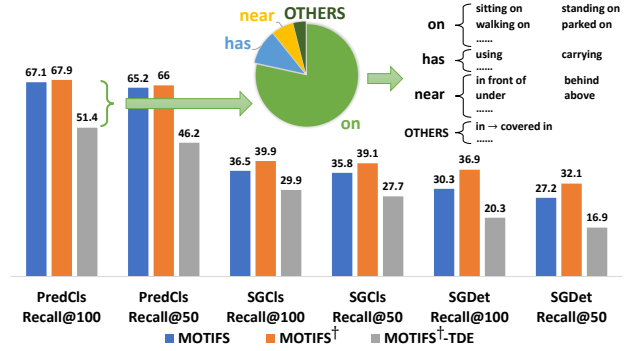 near OTHERS
has
on
on
sitting on standing on
walking on parked on
......
has
using carrying
......
near
in front of behind
under above
......
OTHERS
in → covered in
......
67.1 67.9 51.4
65.2 66 46.2
36.5 39.9 29.9
35.8 39.1 27.7
30.3 36.9 20.3
27.2 32.1 16.9
PredCls
Recall@100
PredCls
Recall@50
SGCls
Recall@100
SGCls
Recall@50
SGDet
Recall@100
SGDet
Recall@50
MOTIFS MOTIFS† MOTIFS†-TDE